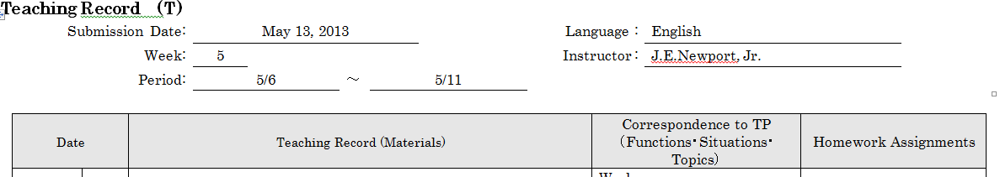 Teaching Record (T)
Submission Date: May 13, 2013 Language: English
Week: 5 Instructor: J.E.Newport, Jr.
Period: 5/6 ~ 5/11
Date
Teaching Record (Materials)
Correspondence to TP
(Functions・Situations・
Topics)
Homework Assignments